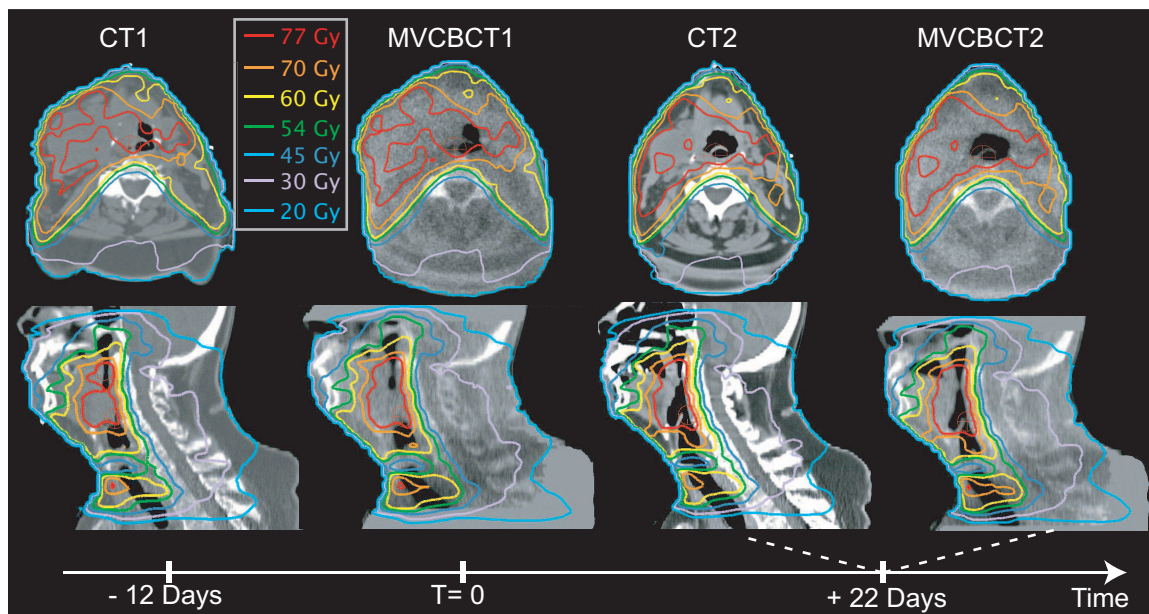 CT1
MVCBCT1
CT2
MVCBCT2
77 Gy
70 Gy
60 Gy
54 Gy
45 Gy
30 Gy
20 Gy
- 12 Days
T= 0
+ 22 Days
Time